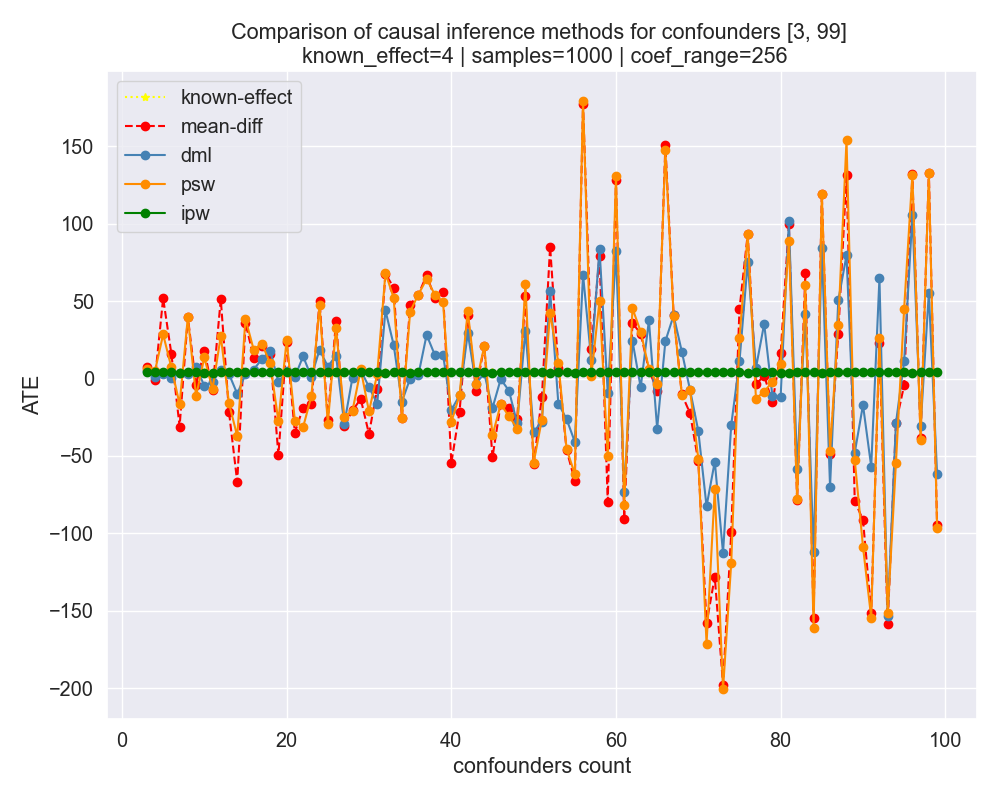 Comparison of causal inference methods for confounders [3, 99]
known_effect=4 | samples=1000 | coef_range=256
known-effect
mean-diff
dml
psw
ipw
ATE
150
100
50
0
−50
−100
−150
−200
0 20 40 60 80 100
confounders count